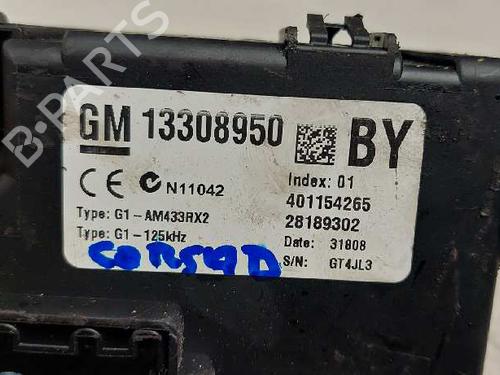 B-PARTS
GM 13308950 BY
CE N11042
Index: 01
401154265
Type: G1-AM433RX2
28189302
Type: G1-125kHz
Date: 31808
CORSA D
S/N: GT4JL3